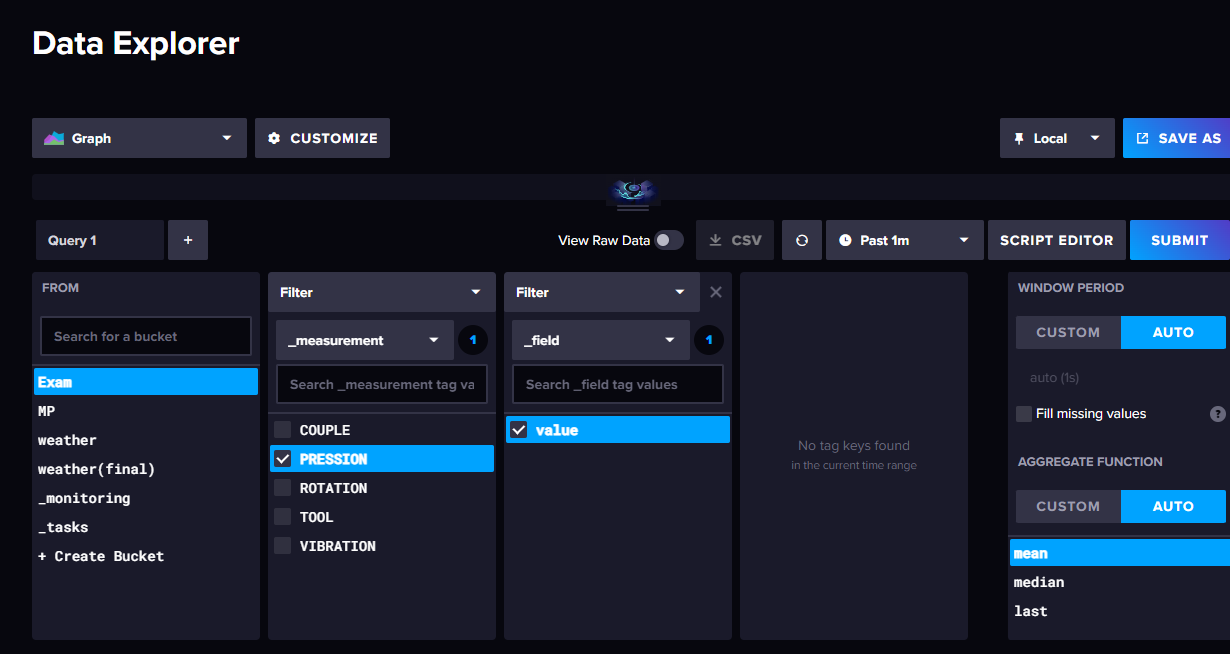 Data Explorer
Graph
CUSTOMIZE
Local
SAVE AS
Query 1
+
View Raw Data
CSV
Past 1m
SCRIPT EDITOR
SUBMIT
FROM
Search for a bucket
Exam
MP
weather
weather(final)
_monitoring
_tasks
+ Create Bucket
Filter
_measurement
1
Search _measurement tag va
COUPLE
PRESSION
ROTATION
TOOL
VIBRATION
Filter
_field
1
Search _field tag values
value
No tag keys found
in the current time range
WINDOW PERIOD
CUSTOM
AUTO
auto (1s)
Fill missing values
?
AGGREGATE FUNCTION
CUSTOM
AUTO
mean
median
last